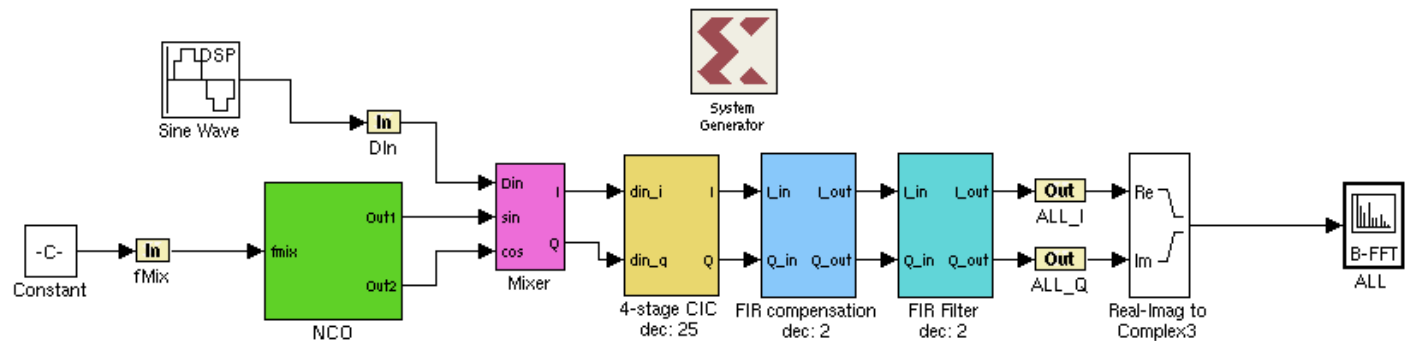 DSP
Sine Wave
In
DIn
System
Generator
-C-
Constant
In
fMix
fmix
Out1
Out2
NCO
Din
sin
cos
I
Q
Mixer
din_i
din_q
I
Q
4-stage CIC
dec: 25
I_in
Q_in
I_out
Q_out
FIR compensation
dec: 2
I_in
Q_in
I_out
Q_out
FIR Filter
dec: 2
Out
ALL_I
Out
ALL_Q
Re
Im
Real-Imag to
Complex3
B-FFT
ALL